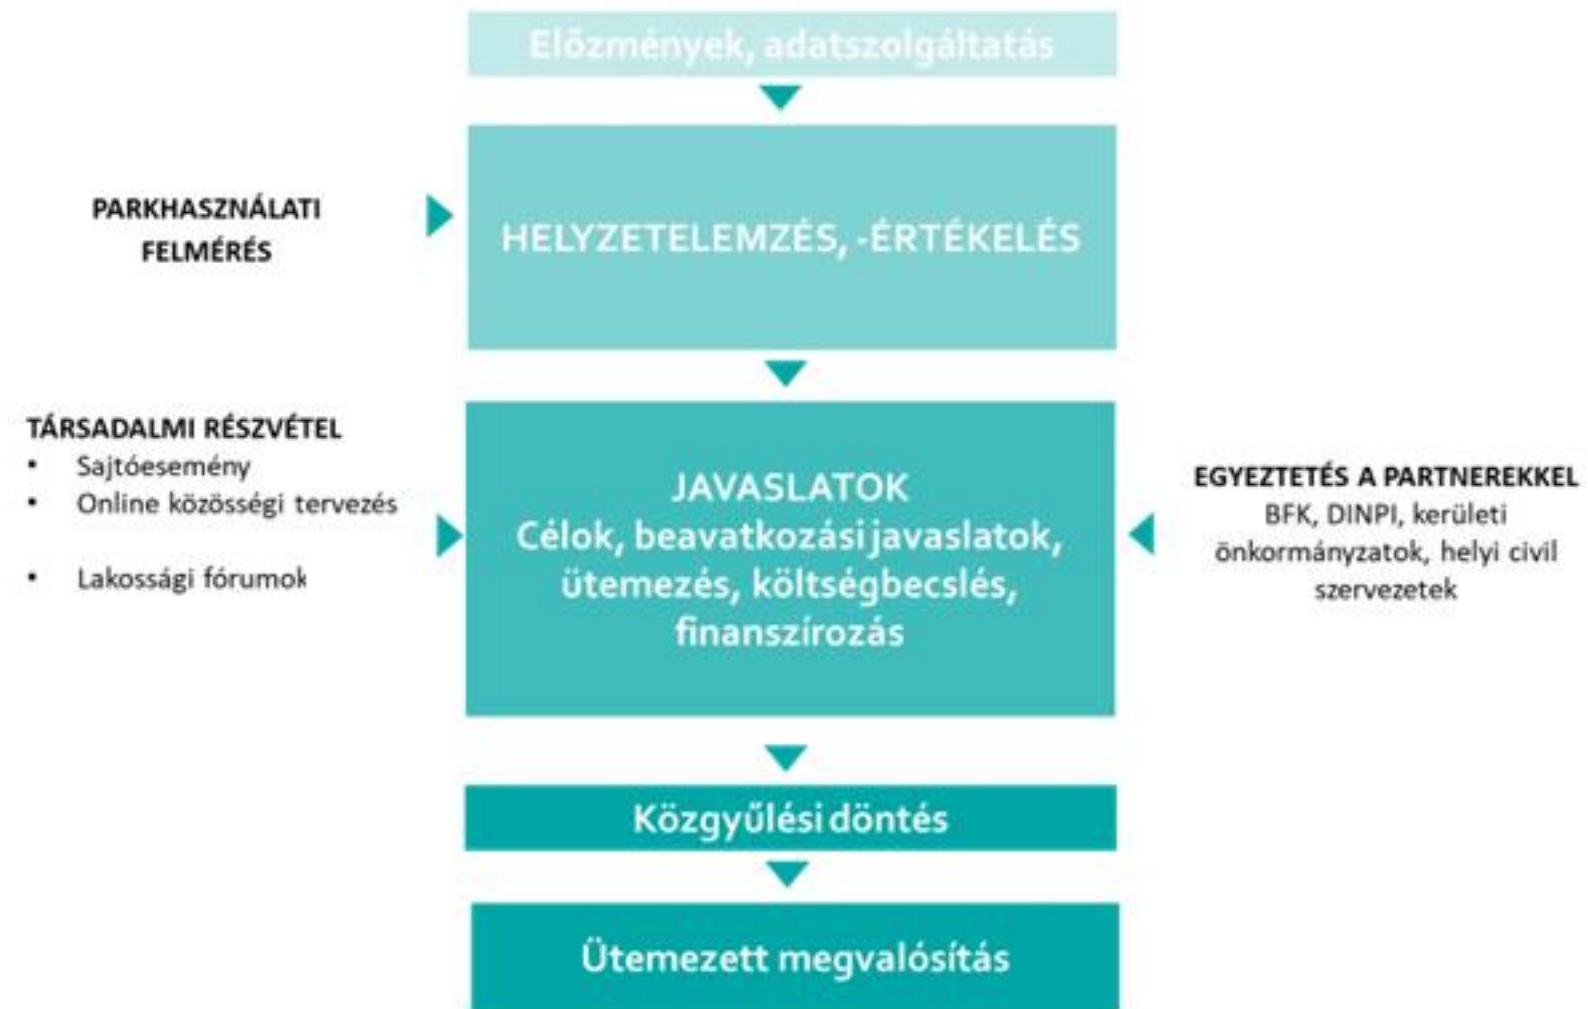 Előzmények, adatszolgáltatás
PARKHASZNÁLATI
FELMÉRÉS
HELYZETELEMZÉS, -ÉRTÉKELÉS
TÁRSADALMI RÉSZVÉTEL
• Sajtóesemény
• Online közösségi tervezés
• Lakossági fórumok
JAVASLATOK
Célok, beavatkozási javaslatok,
ütemezés, költségbecslés,
finanszírozás
EGYEZTETÉS A PARTNEREKKEL
BFK, DINPI, kerületi
önkormányzatok, helyi civil
szervezetek
Közgyűlési döntés
Ütemezett megvalósítás